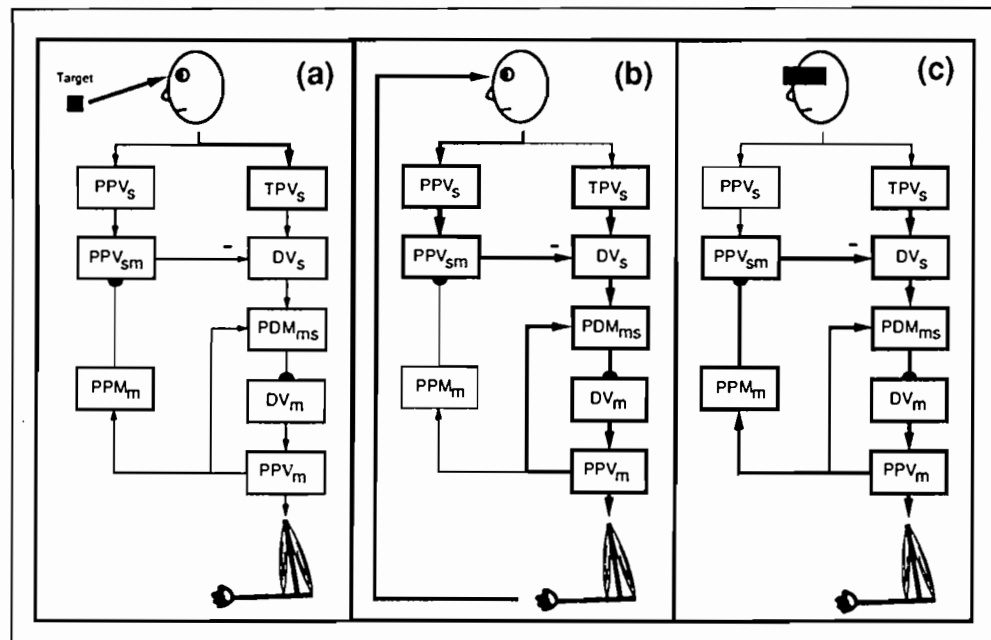 (a)
Target
PPVs
TPVs
PPVsm
-
DVs
PDMms
PPMm
DVm
PPVm
(b)
PPVs
TPVs
PPVsm
-
DVs
PDMms
PPMm
DVm
PPVm
(c)
PPVs
TPVs
PPVsm
-
DVs
PDMms
PPMm
DVm
PPVm